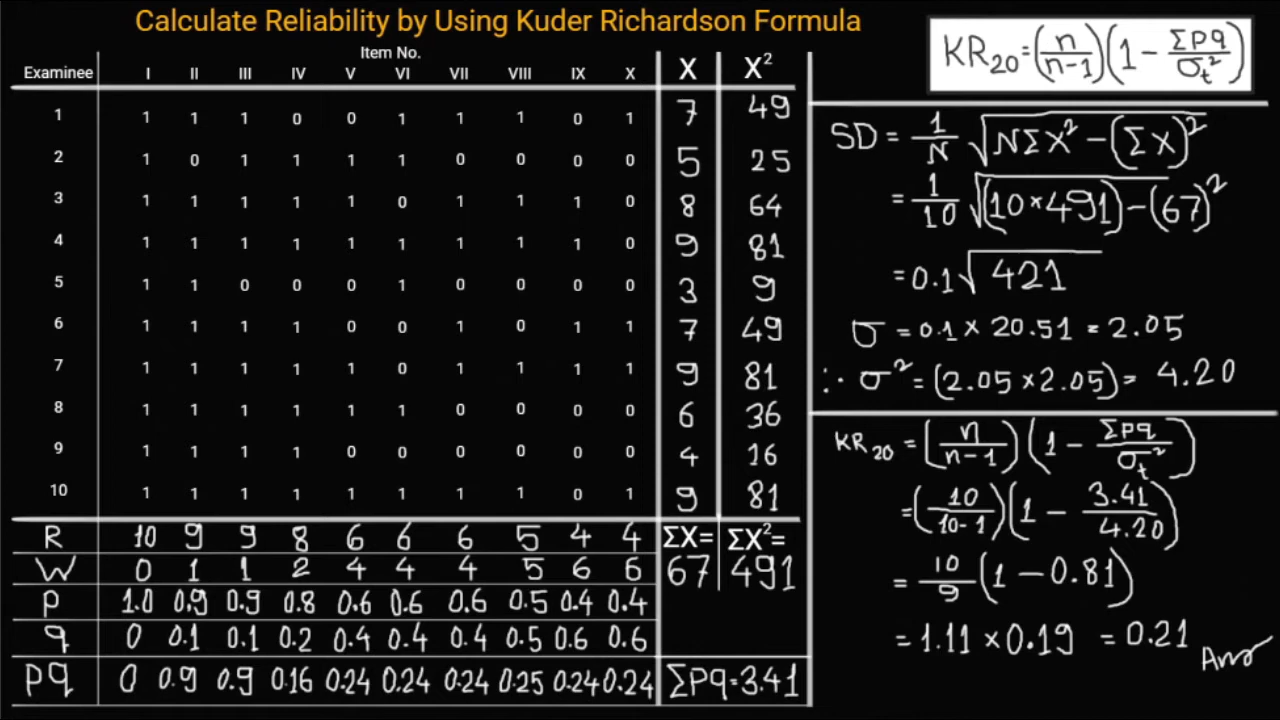 Calculate Reliability by Using Kuder Richardson Formula
KR20=(n/n-1)(1-Σpq/σt²)
Item No.
Examinee I II III IV V VI VII VIII IX X X X²
1 1 1 1 0 0 1 1 1 0 1 7 49
2 1 0 1 1 1 1 0 0 0 0 5 25
3 1 1 1 1 1 0 1 1 1 0 8 64
4 1 1 1 1 1 1 1 1 1 0 9 81
5 1 1 0 0 0 1 0 0 0 0 3 9
6 1 1 1 1 0 0 1 0 1 1 7 49
7 1 1 1 1 1 0 1 1 1 1 9 81
8 1 1 1 1 1 1 0 0 0 0 6 36
9 1 1 1 1 0 0 0 0 0 0 4 16
10 1 1 1 1 1 1 1 1 0 1 9 81
R 10 9 9 8 6 6 6 5 4 4 ΣX= ΣX²=
W 0 1 1 2 4 4 4 5 6 6 67 491
P 1.0 0.9 0.9 0.8 0.6 0.6 0.6 0.5 0.4 0.4
q 0 0.1 0.1 0.2 0.4 0.4 0.4 0.5 0.6 0.6
pq 0 0.9 0.9 0.16 0.24 0.24 0.24 0.25 0.24 0.24 Σpq=3.41
SD = 1/N √NΣX²-(ΣX)²
= 1/10 √(10×491)-(67)²
=0.1√421
σ =0.1 × 20.51 = 2.05
∴ σ² = (2.05×2.05)= 4.20
KR20 = (n/n-1)(1-Σpq/σt²)
=(10/10-1)(1-3.41/4.20)
= 10/9 (1-0.81)
= 1.11 ×0.19 = 0.21 Ans